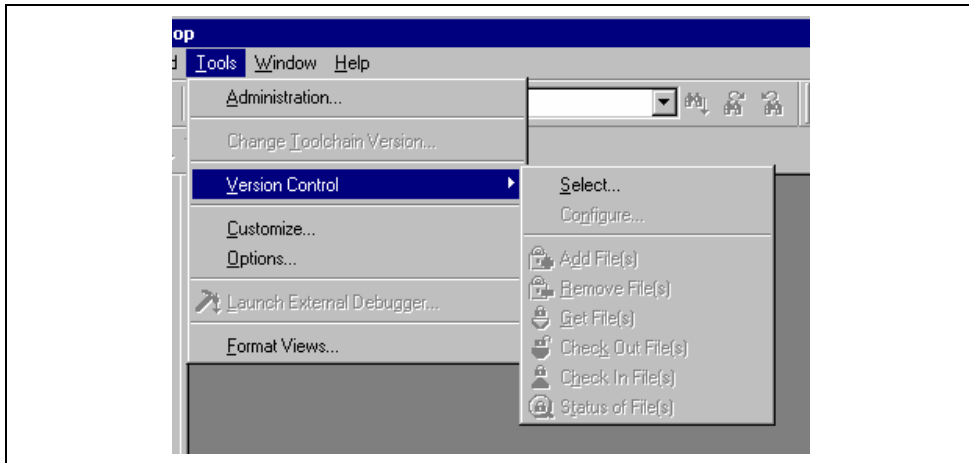 op
d Tools Window Help
Administration...
Change Toolchain Version...
Version Control
Customize...
Options...
Launch External Debugger...
Format Views...
Select...
Configure...
Add File(s)
Remove File(s)
Get File(s)
Check Out File(s)
Check In File(s)
Status of File(s)